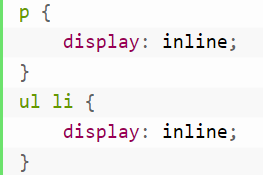 p {
    display: inline;
}
ul li {
    display: inline;
}